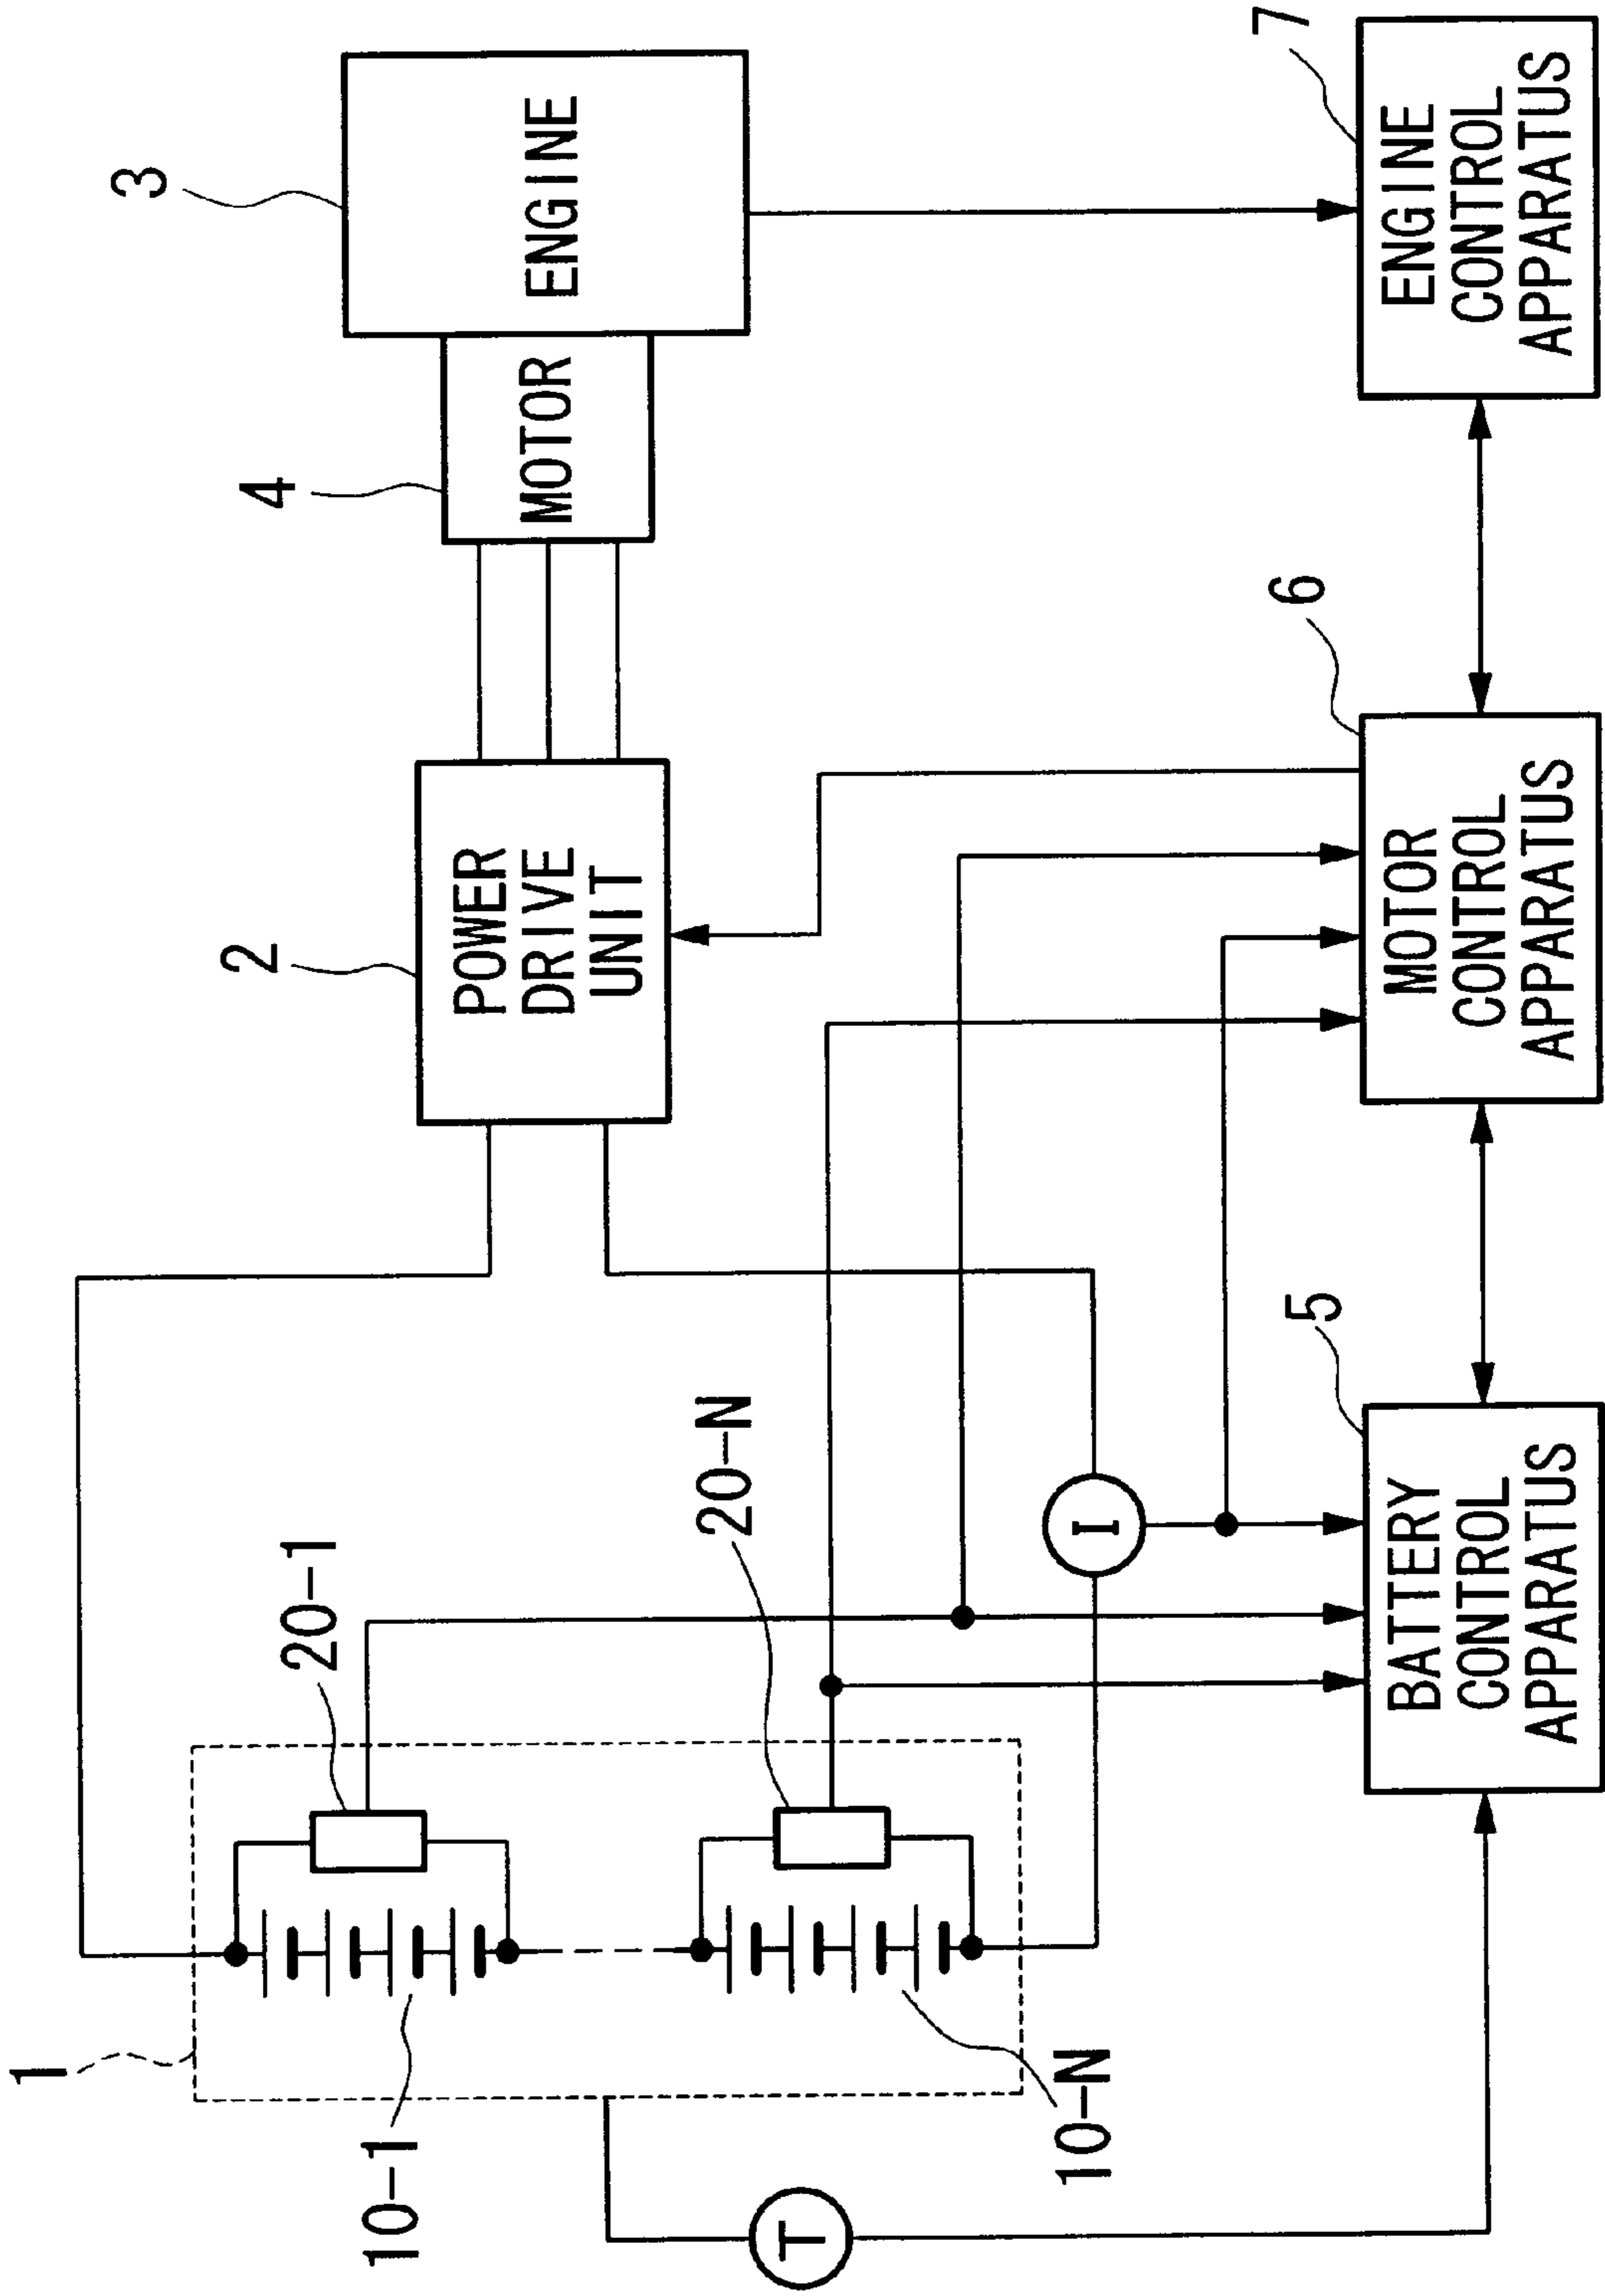 1
10-1
20-1
20-N
10-N
T
I
2
POWER
DRIVE
UNIT
4
MOTOR
3
ENGINE
5
BATTERY
CONTROL
APPARATUS
6
MOTOR
CONTROL
APPARATUS
7
ENGINE
CONTROL
APPARATUS